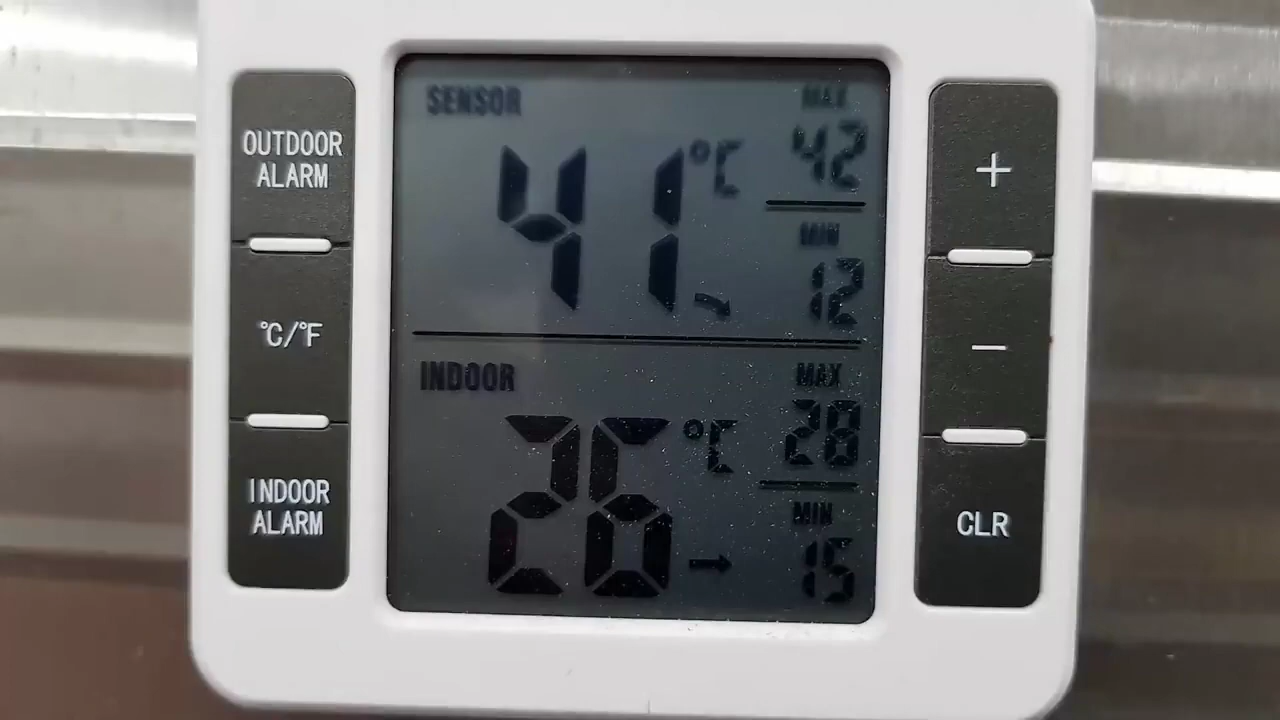 OUTDOOR
ALARM
℃/℉
INDOOR
ALARM
SENSOR
41 °C
MAX
42
MIN
12
INDOOR
26 °C
MAX
28
MIN
15
+
−
CLR